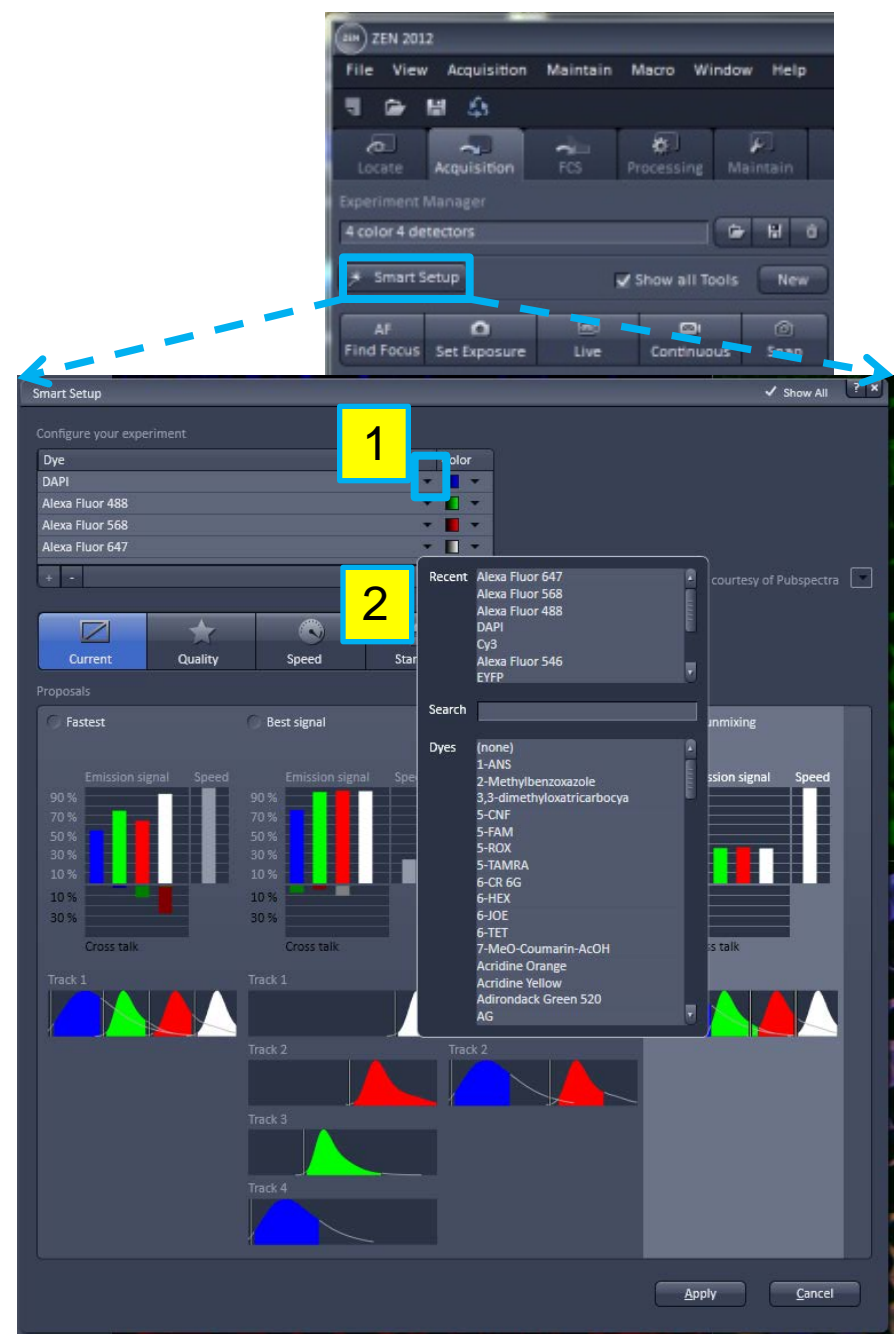 ZEN ZEN 2012
File View Acquisition Maintain Macro Window Help
Locate Acquisition FCS Processing Maintain
Experiment Manager
4 color 4 detectors
Smart Setup Show all Tools New
AF
Find Focus Set Exposure Live Continuous Snap
Smart Setup Show All ? ×
Configure your experiment
1
Dye olor
DAPI
Alexa Fluor 488
Alexa Fluor 568
Alexa Fluor 647
+ -
courtesy of Pubspectra
2
Current Quality Speed Star
Recent Alexa Fluor 647
Alexa Fluor 568
Alexa Fluor 488
DAPI
Cy3
Alexa Fluor 546
EYFP
Search
Dyes (none)
1-ANS
2-Methylbenzoxazole
3,3-dimethyloxatricarbocya
5-CNF
5-FAM
5-ROX
5-TAMRA
6-CR 6G
6-HEX
6-JOE
6-TET
7-MeO-Coumarin-AcOH
Acridine Orange
Acridine Yellow
Adirondack Green 520
AG
Proposals
Fastest Best signal unmixing
Emission signal Speed Emission signal Spe ssion signal Speed
90 % 90 %
70 % 70 %
50 % 50 %
30 % 30 %
10 % 10 %
10 % 10 %
30 % 30 %
Cross talk Cross talk ss talk
Track 1 Track 1
Track 2 Track 2
Track 3
Track 4
Apply Cancel